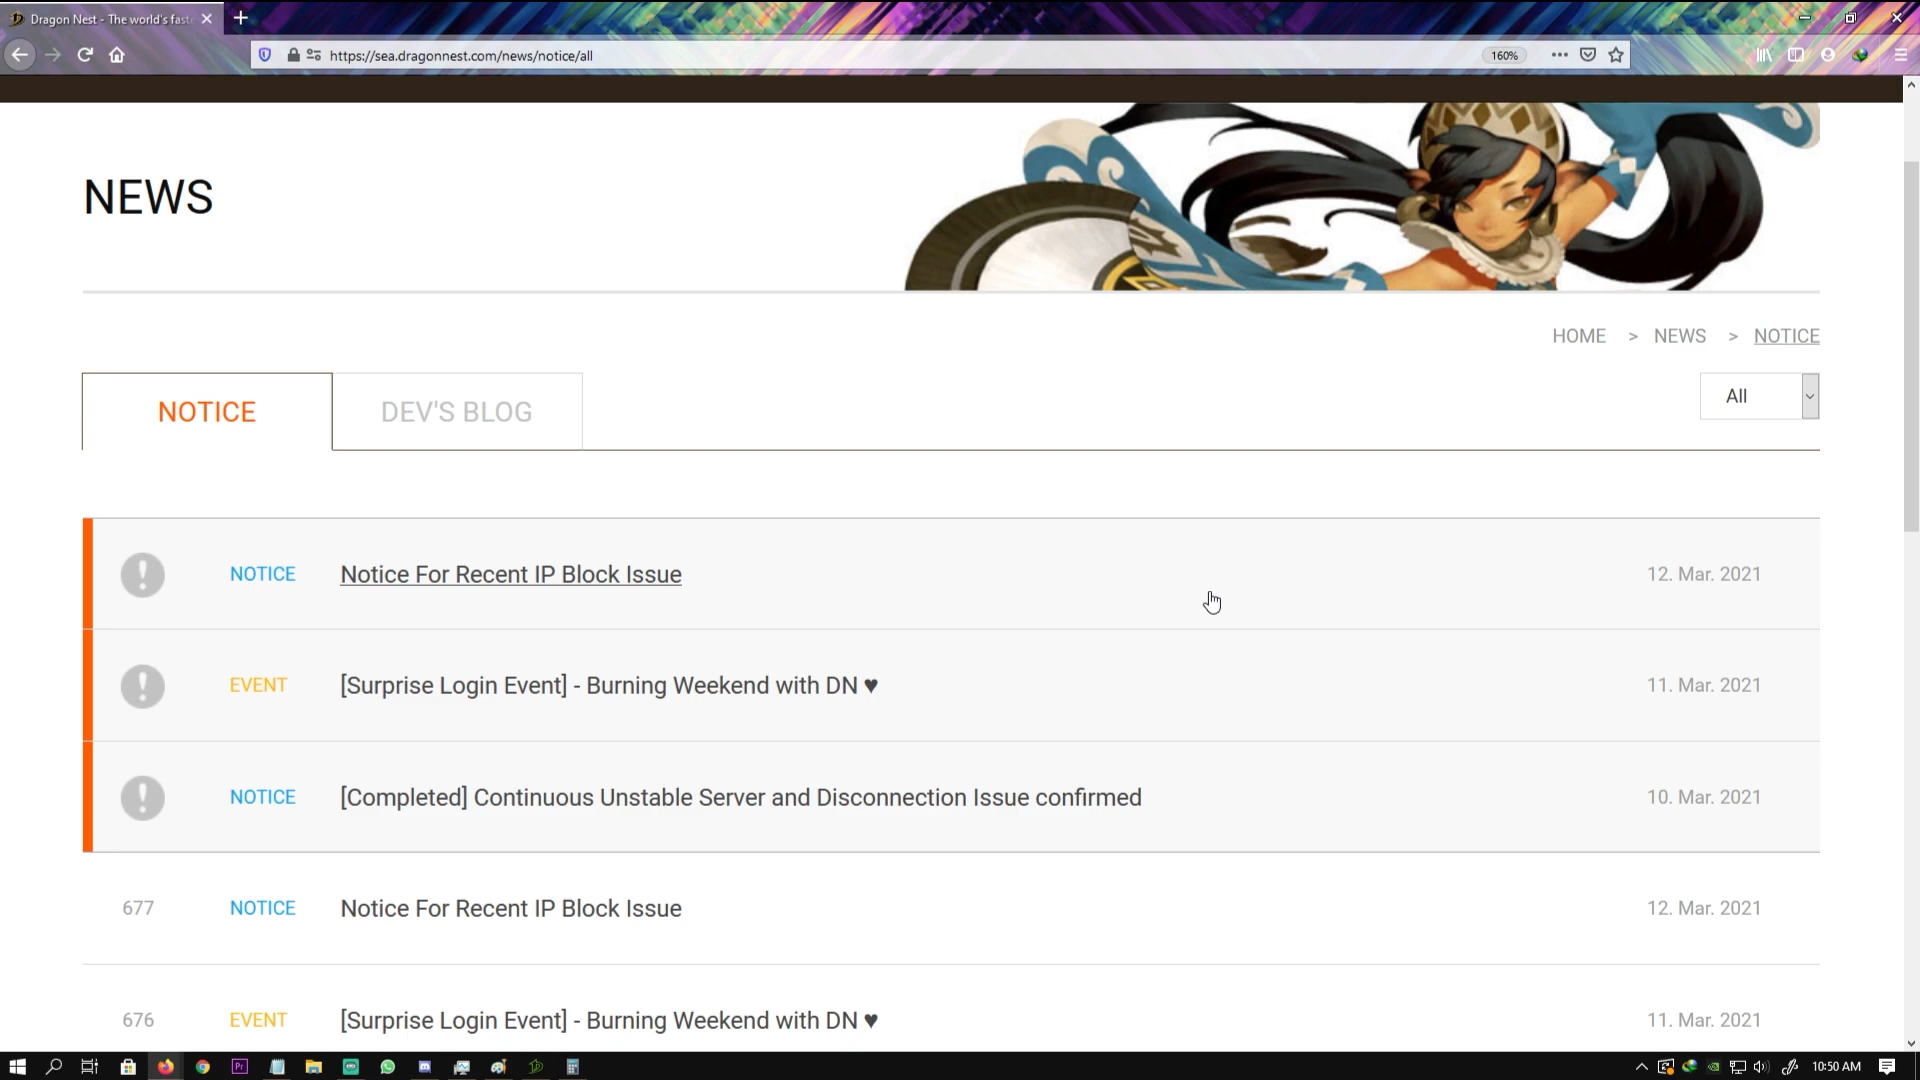 Dragon Nest - The world's fast
https://sea.dragonnest.com/news/notice/all
160%
NEWS
HOME > NEWS > NOTICE
NOTICE
DEV'S BLOG
All
NOTICE Notice For Recent IP Block Issue 12. Mar. 2021
EVENT [Surprise Login Event] - Burning Weekend with DN ♥ 11. Mar. 2021
NOTICE [Completed] Continuous Unstable Server and Disconnection Issue confirmed 10. Mar. 2021
677 NOTICE Notice For Recent IP Block Issue 12. Mar. 2021
676 EVENT [Surprise Login Event] - Burning Weekend with DN ♥ 11. Mar. 2021
Pr
10:50 AM